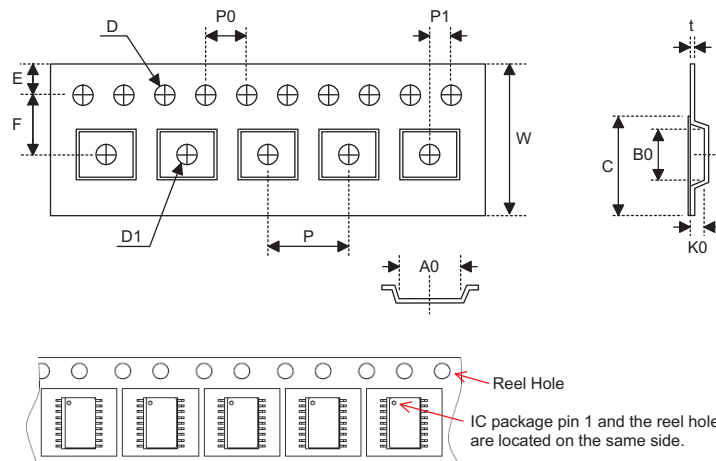 D
P0
P1
t
E
F
W
C
B0
D1
P
K0
A0
Reel Hole
IC package pin 1 and the reel hole
are located on the same side.